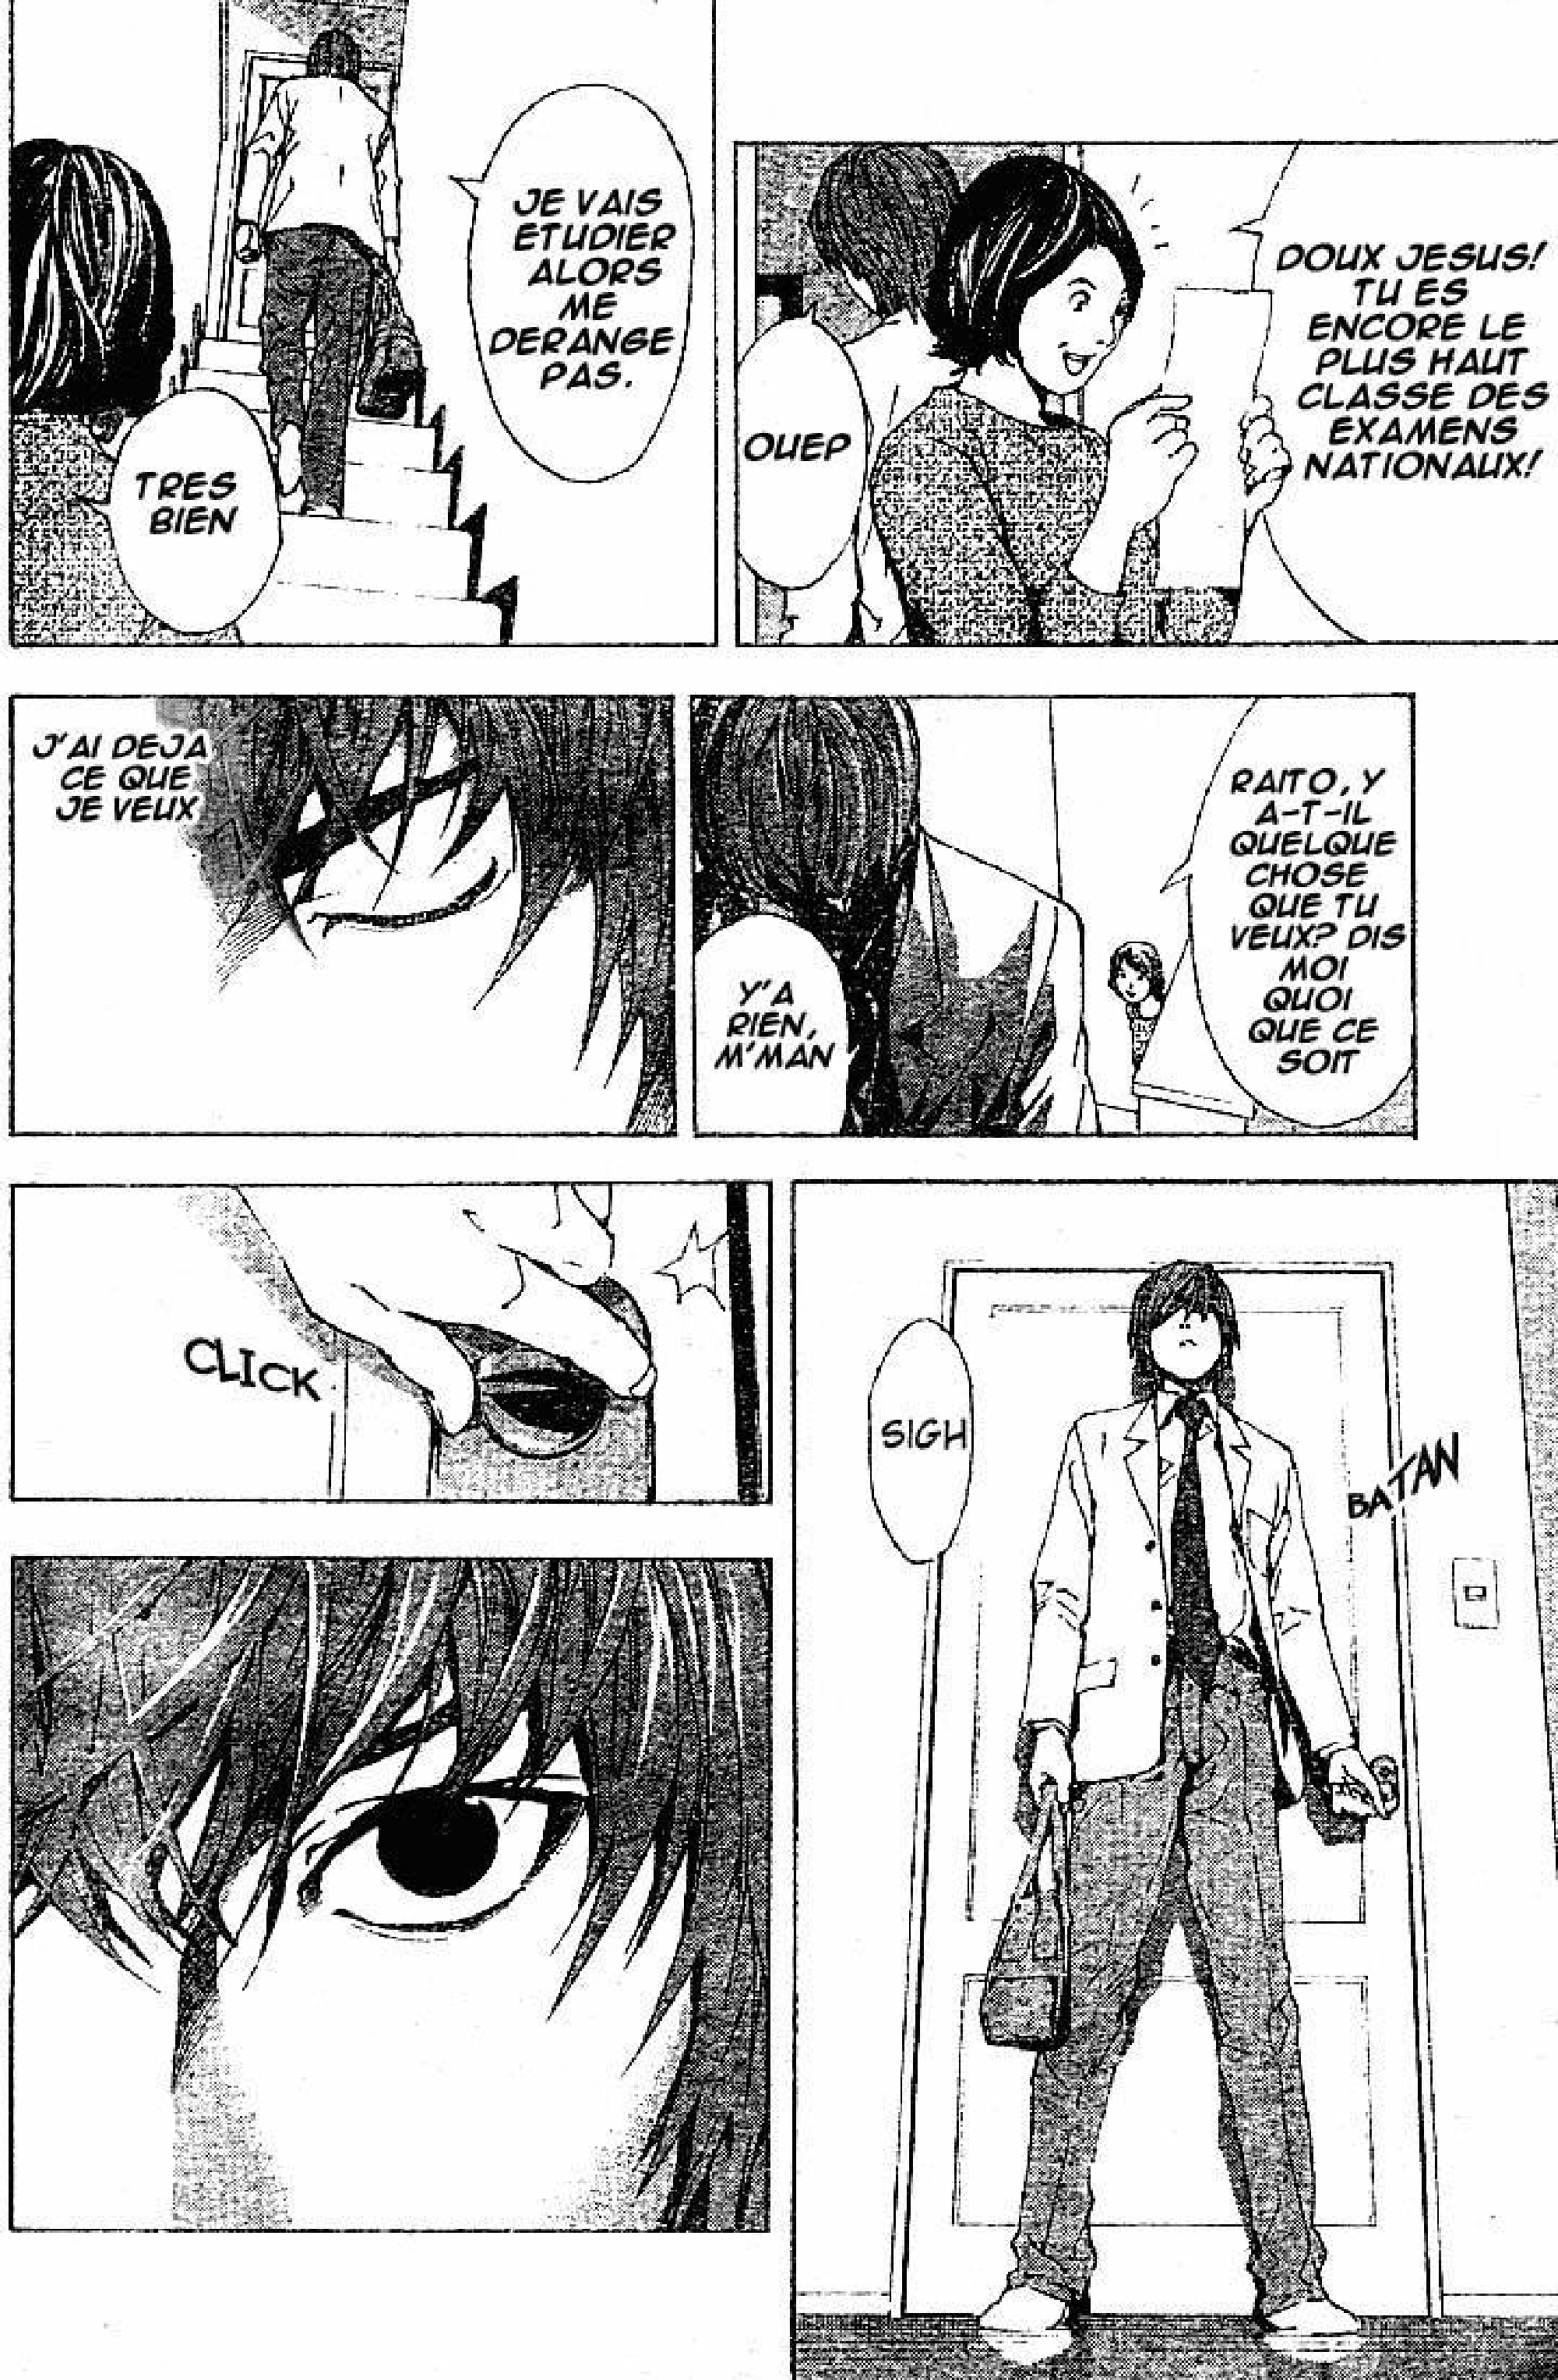 DOUX JESUS!
TU ES
ENCORE LE
PLUS HAUT
CLASSE DES
EXAMENS
NATIONAUX!
OUEP
JE VAIS
ETUDIER
ALORS
ME
DERANGE
PAS.
TRES
BIEN
RAITO, Y
A-T-IL
QUELQUE
CHOSE
QUE TU
VEUX? DIS
MOI
QUOI
QUE CE
SOIT
Y'A
RIEN,
M'MAN
J'AI DEJA
CE QUE
JE VEUX
BATAN
SIGH
CLICK